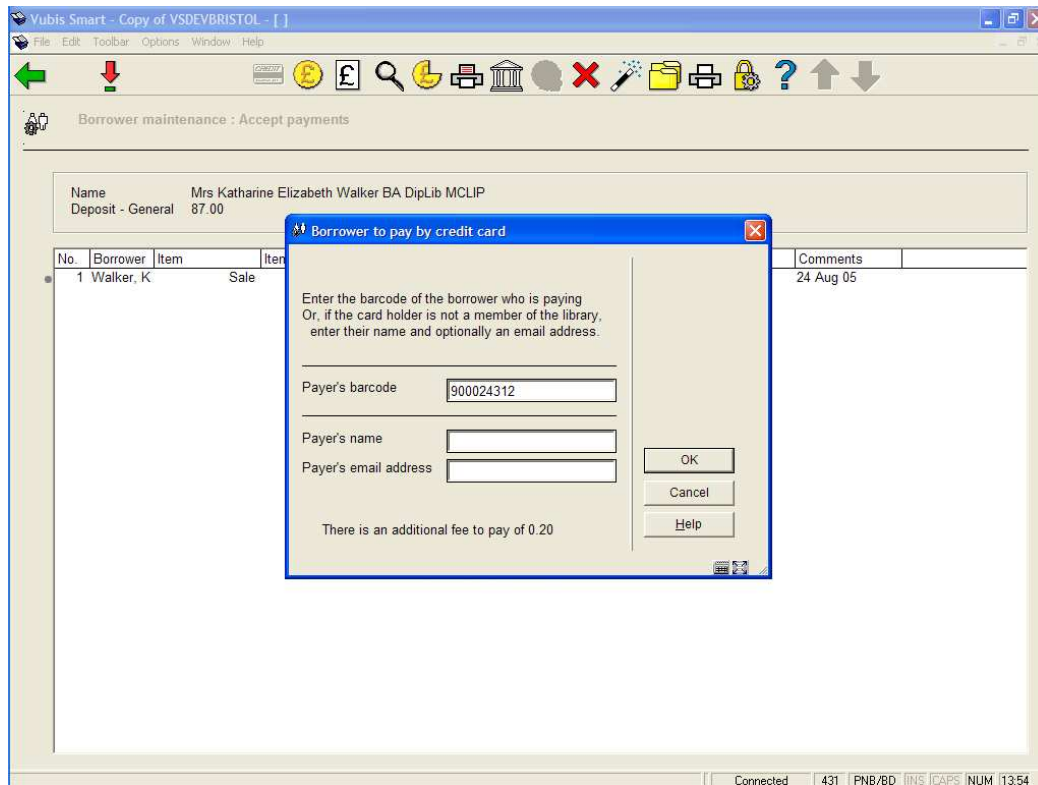 Vubis Smart - Copy of VSDEVBRISTOL - [ ]
File Edit Toolbar Options Window Help
Borrower maintenance : Accept payments
Name Mrs Katharine Elizabeth Walker BA DipLib MCLIP
Deposit - General 87.00
Borrower to pay by credit card
No. Borrower Item Iten Comments
1 Walker, K Sale 24 Aug 05
Enter the barcode of the borrower who is paying
Or, if the card holder is not a member of the library,
enter their name and optionally an email address.
Payer's barcode 900024312
Payer's name
Payer's email address
OK
Cancel
Help
There is an additional fee to pay of 0.20
Connected 431 PNB/BD INS CAPS NUM 13:54